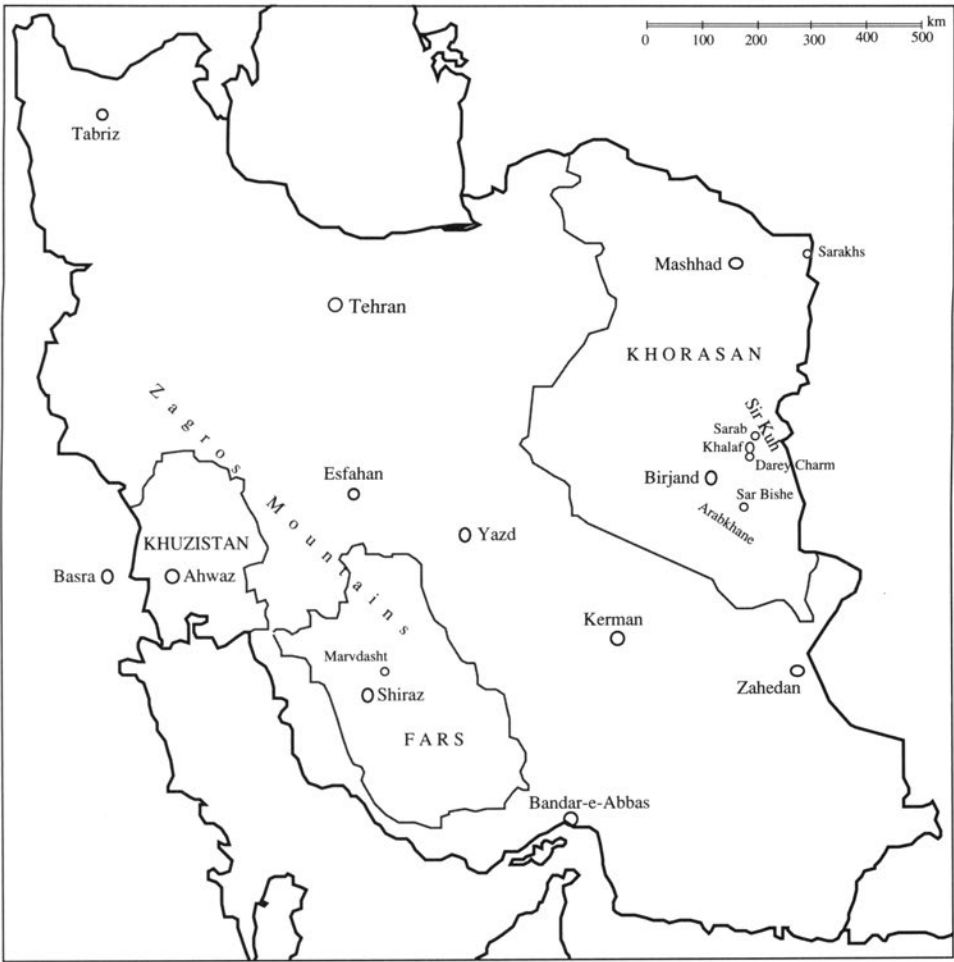 km
0 100 200 300 400 500
Tabriz
Mashhad
Sarakhs
Tehran
KHORASAN
Zagros Mountains
Sir Kuh
Sarab
Khalaf
Darey Charm
Esfahan
Birjand
Sar Bishe
Arabkhane
Yazd
KHUZISTAN
Basra
Ahwaz
Kerman
Marvdasht
Zahedan
Shiraz
FARS
Bandar-e-Abbas